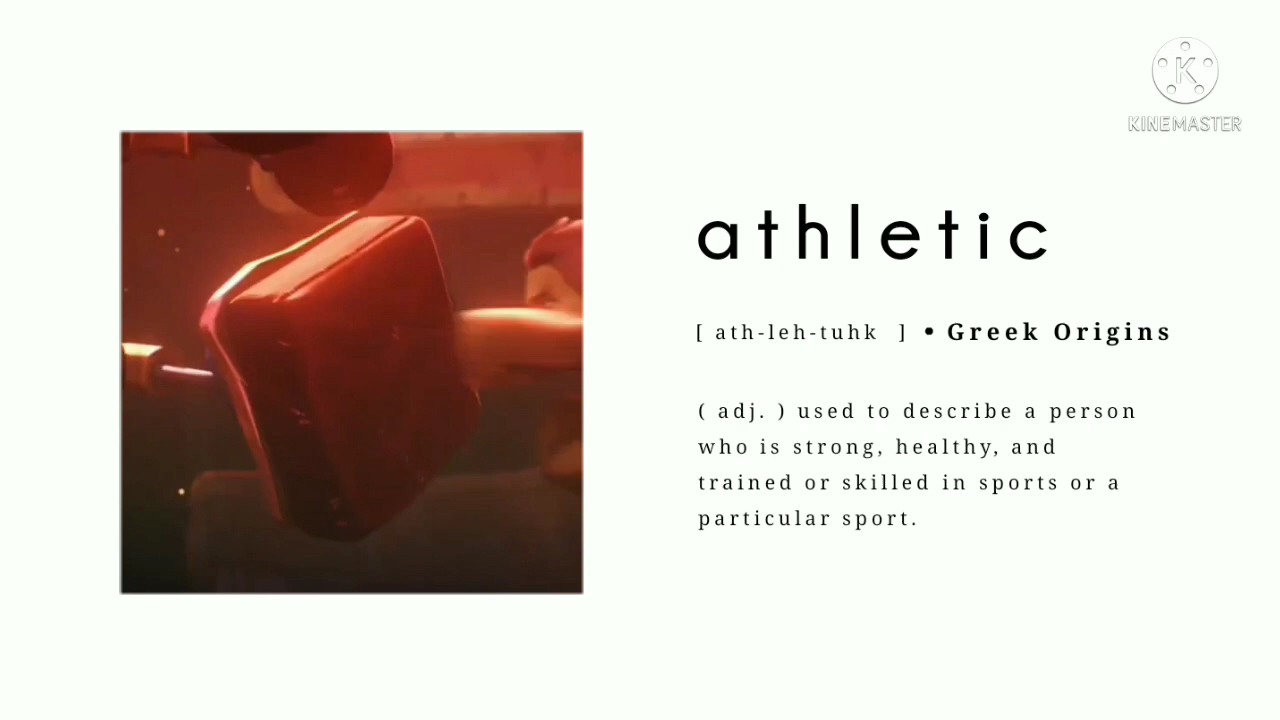 KINEMASTER
athletic
[ ath-leh-tuhk ] • Greek Origins
( adj. ) used to describe a person
who is strong, healthy, and
trained or skilled in sports or a
particular sport.